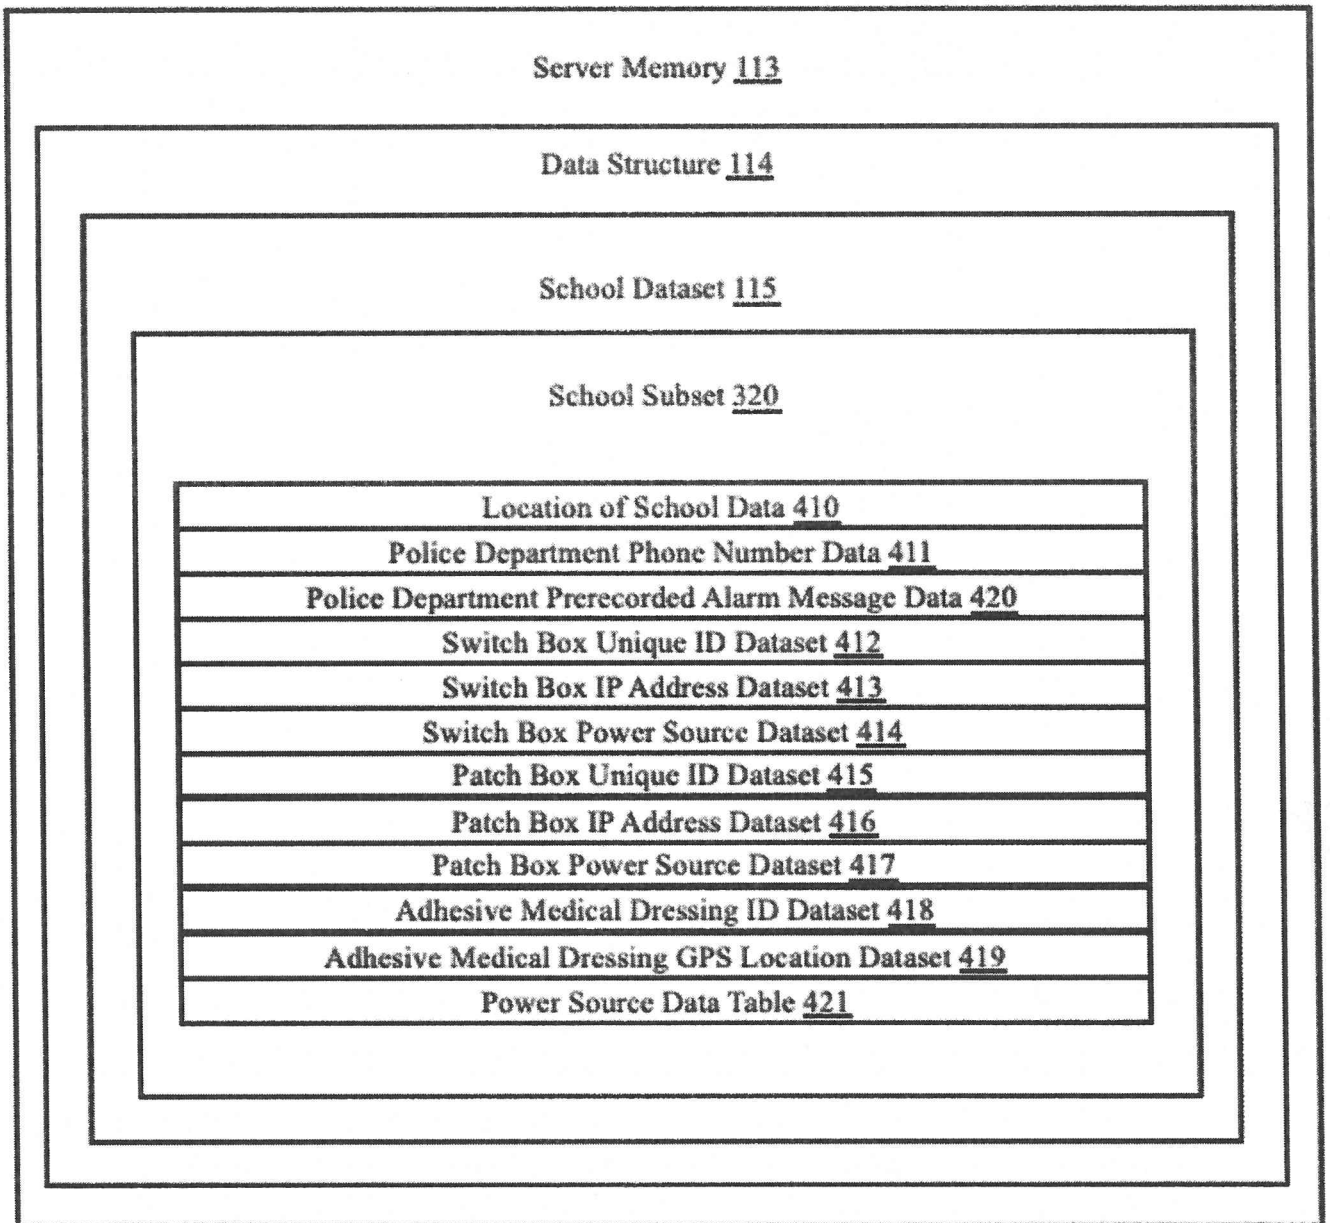 Server Memory 113
Data Structure 114
School Dataset 115
School Subset 320
Location of School Data 410
Police Department Phone Number Data 411
Police Department Prerecorded Alarm Message Data 420
Switch Box Unique ID Dataset 412
Switch Box IP Address Dataset 413
Switch Box Power Source Dataset 414
Patch Box Unique ID Dataset 415
Patch Box IP Address Dataset 416
Patch Box Power Source Dataset 417
Adhesive Medical Dressing ID Dataset 418
Adhesive Medical Dressing GPS Location Dataset 419
Power Source Data Table 421